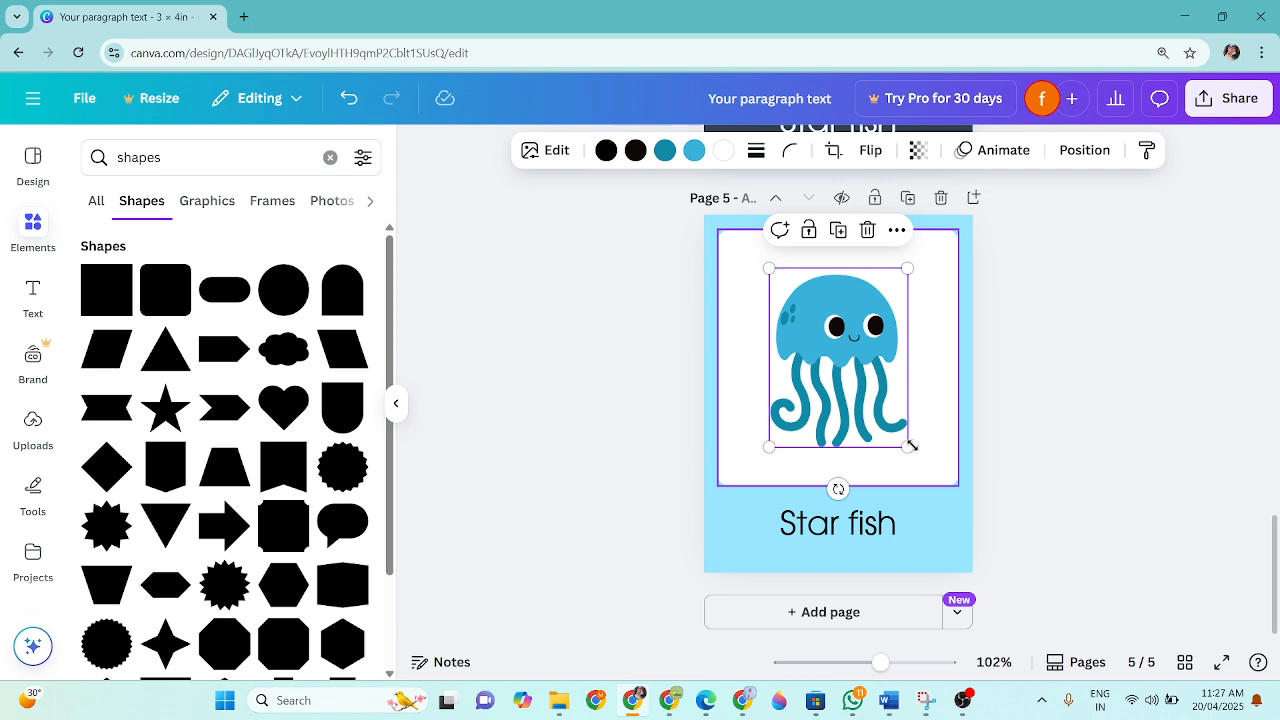 Your paragraph text - 3 × 4in -
canva.com/design/DAGlJyqOTkA/EvoylHTH9qmP2Cblt1SUsQ/edit
File
Resize
Editing
Your paragraph text
Try Pro for 30 days
f
Share
Design
Elements
Text
Brand
Uploads
Tools
Projects
shapes
All
Shapes
Graphics
Frames
Photos
Shapes
Edit
Flip
Animate
Position
Page 5 - A..
Star fish
+ Add page
New
Notes
102%
Pages
5 / 5
30°
Search
11
ENG
IN
11:27 AM
20/04/2025